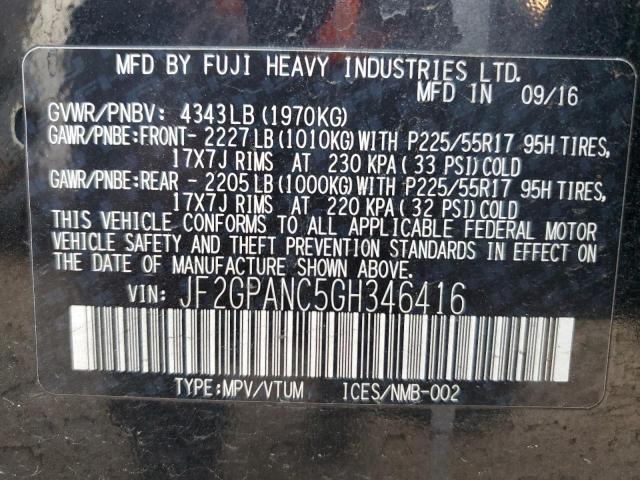 MFD BY FUJI HEAVY INDUSTRIES LTD.
MFD IN 09/16
GVWR/PNBV: 4343LB (1970KG)
GAWR/PNBE:FRONT- 2227LB(1010KG)WITH P225/55R17 95H TIRES,
17X7J RIMS AT 230 KPA(33 PSI)COLD
GAWR/PNBE:REAR - 2205LB(1000KG)WITH P225/55R17 95H TIRES,
17X7J RIMS AT 220 KPA(32 PSI)COLD
THIS VEHICLE CONFORMS TO ALL APPLICABLE FEDERAL MOTOR
VEHICLE SAFETY AND THEFT PREVENTION STANDARDS IN EFFECT ON
THE DATE OF MANUFACTURE SHOWN ABOVE.
VIN: JF2GPANC5GH346416
TYPE:MPV/VTUM ICES/NMB-002